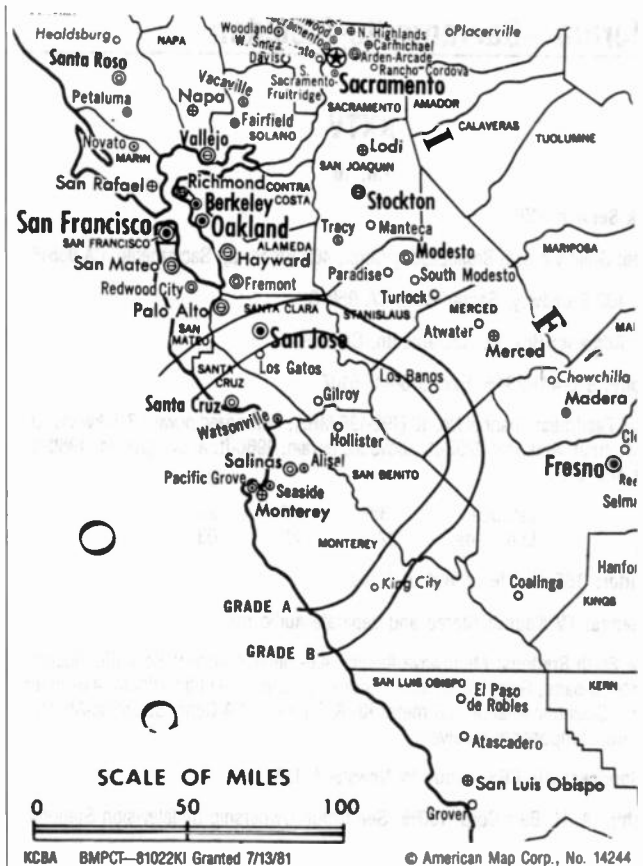 Healdsburg
NAPA
Woodland
N. Highlands
Placerville
Carmichael
Davis
Arden-Arcade
Rancho Cordova
S. Sacramento-
Fruitridge
Sacramento
Santa Roso
Petaluma
Napa
Vacaville
Fairfield
SOLANO
SACRAMENTO
AMADOR
CALAVERAS
TUOLUMNE
I
Novato
MARIN
Vallejo
Lodi
SAN JOAQUIN
San Rafael
Richmond
CONTRA
COSTA
Berkeley
Oakland
Stockton
San Francisco
SAN FRANCISCO
ALAMEDA
Tracy
Manteca
San Mateo
Hayward
Modesto
MARIPOSA
Redwood City
Fremont
Paradise
South Modesto
Turlock
Palo Alto
SANTA CLARA
STANISLAUS
MERCED
F
SAN
MATEO
San Jose
Atwater
Merced
MA
Los Gatos
SANTA
CRUZ
Los Banos
Chowchilla
Santa Cruz
Gilroy
Madera
Watsonville
Hollister
Cl
Salinas
Alisal
SAN BENITO
Fresno
Ree
Pacific Grove
Seaside
Monterey
Selma
MONTEREY
King City
Coalinga
Hanfor
KINGS
GRADE A
GRADE B
SAN LUIS OBISPO
KERN
El Paso
de Robles
Atascadero
San Luis Obispo
Grover
SCALE OF MILES
0 50 100
KCBA BMPCT—81022KI Granted 7/13/81 © American Map Corp., No. 14244